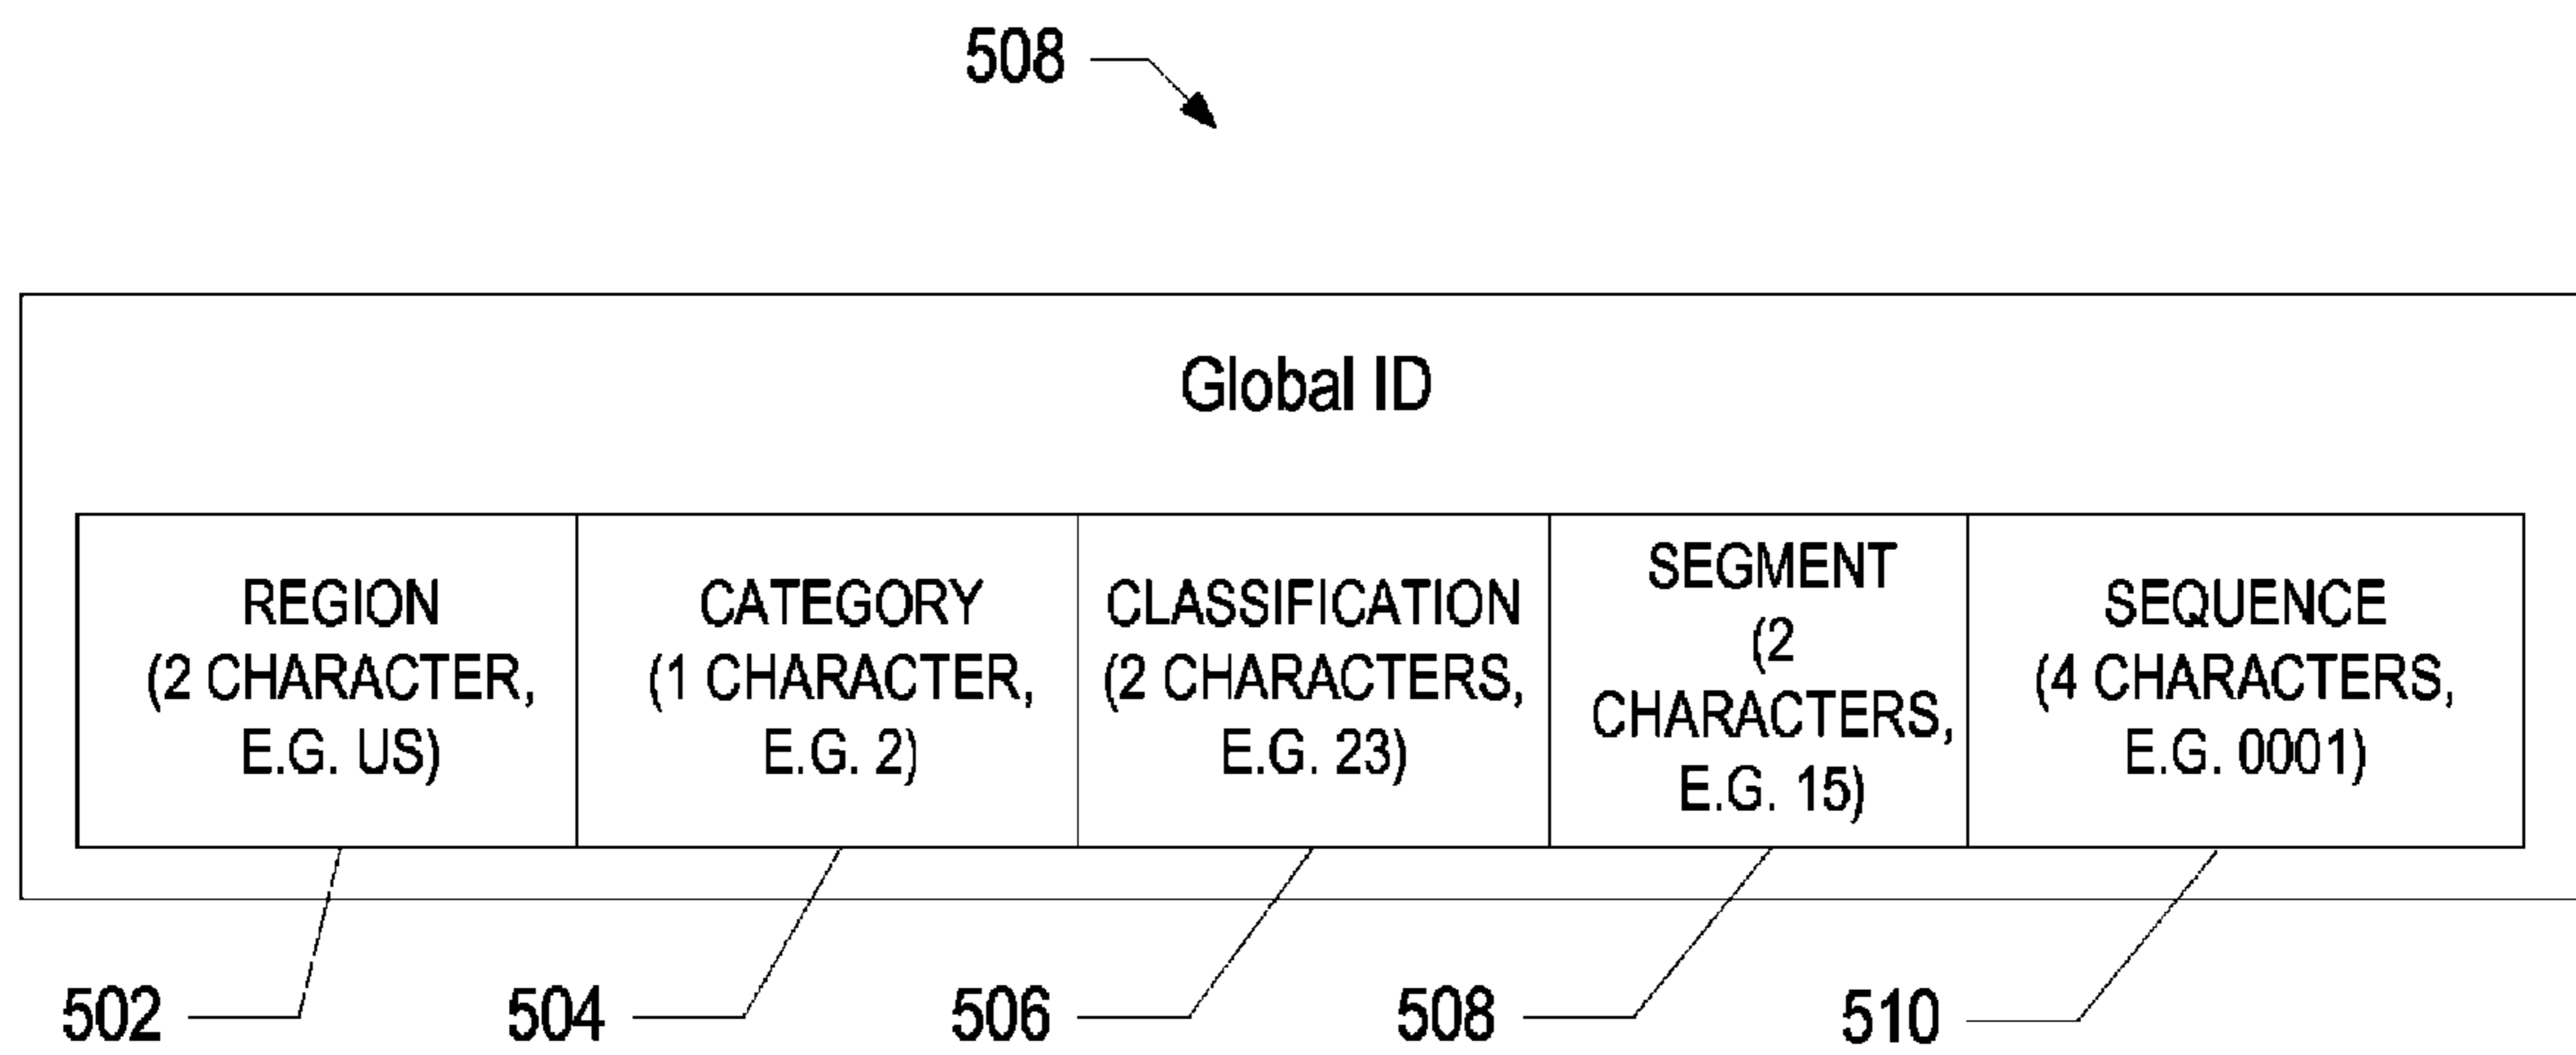 508
Global ID
REGION
(2 CHARACTER,
E.G. US)
CATEGORY
(1 CHARACTER,
E.G. 2)
CLASSIFICATION
(2 CHARACTERS,
E.G. 23)
SEGMENT
(2
CHARACTERS,
E.G. 15)
SEQUENCE
(4 CHARACTERS,
E.G. 0001)
502
504
506
508
510